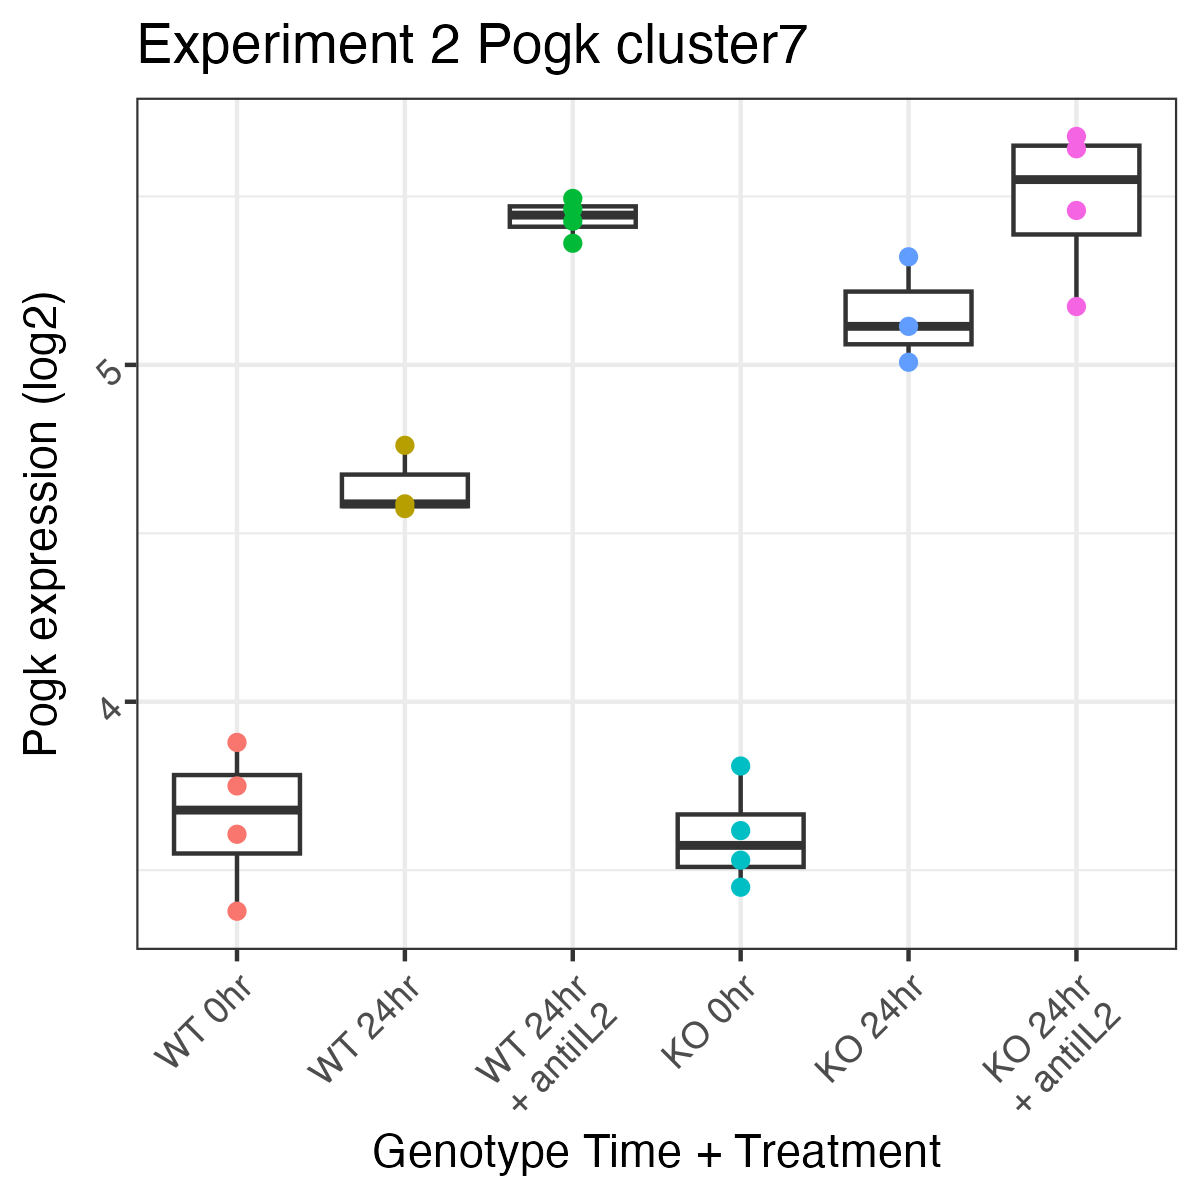 Experiment 2 Pogk cluster7
Pogk expression (log2)
5
4
WT 0hr
WT 24hr
WT 24hr
+ antiIL2
KO 0hr
KO 24hr
KO 24hr
+ antiIL2
Genotype Time + Treatment